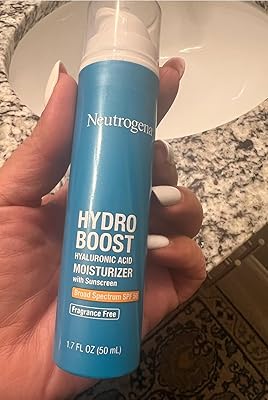 Neutrogena
HYDRO
BOOST
HYALURONIC ACID
MOISTURIZER
with Sunscreen
Broad Spectrum SPF
Fragrance Free
1.7 FL OZ (50 mL)